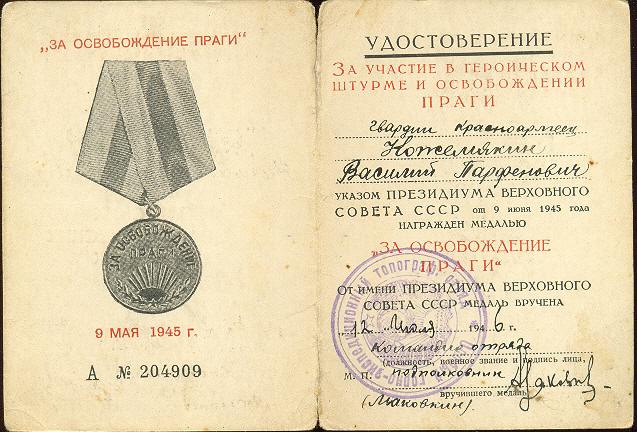 „ЗА ОСВОБОЖДЕНИЕ ПРАГИ“
ЗА ОСВОБОЖДЕНИЕ
ПРАГИ
9 МАЯ 1945 г.
А № 204909
УДОСТОВЕРЕНИЕ
ЗА УЧАСТИЕ В ГЕРОИЧЕСКОМ
ШТУРМЕ И ОСВОБОЖДЕНИИ
ПРАГИ
гвардии красноармеец
Кожемякин
Василий Парфенович
УКАЗОМ ПРЕЗИДИУМА ВЕРХОВНОГО
СОВЕТА СССР от 9 июня 1945 года
НАГРАЖДЕН МЕДАЛЬЮ
„ЗА ОСВОБОЖДЕНИЕ
ПРАГИ“
ОТ ИМЕНИ ПРЕЗИДИУМА ВЕРХОВНОГО
СОВЕТА СССР МЕДАЛЬ ВРУЧЕНА
12 Июля 1946 г.
Командир отряда
(должность, военное звание и подпись лица,
М. П. подполковник
вручившего медаль)
(Маковкин)
топограф.